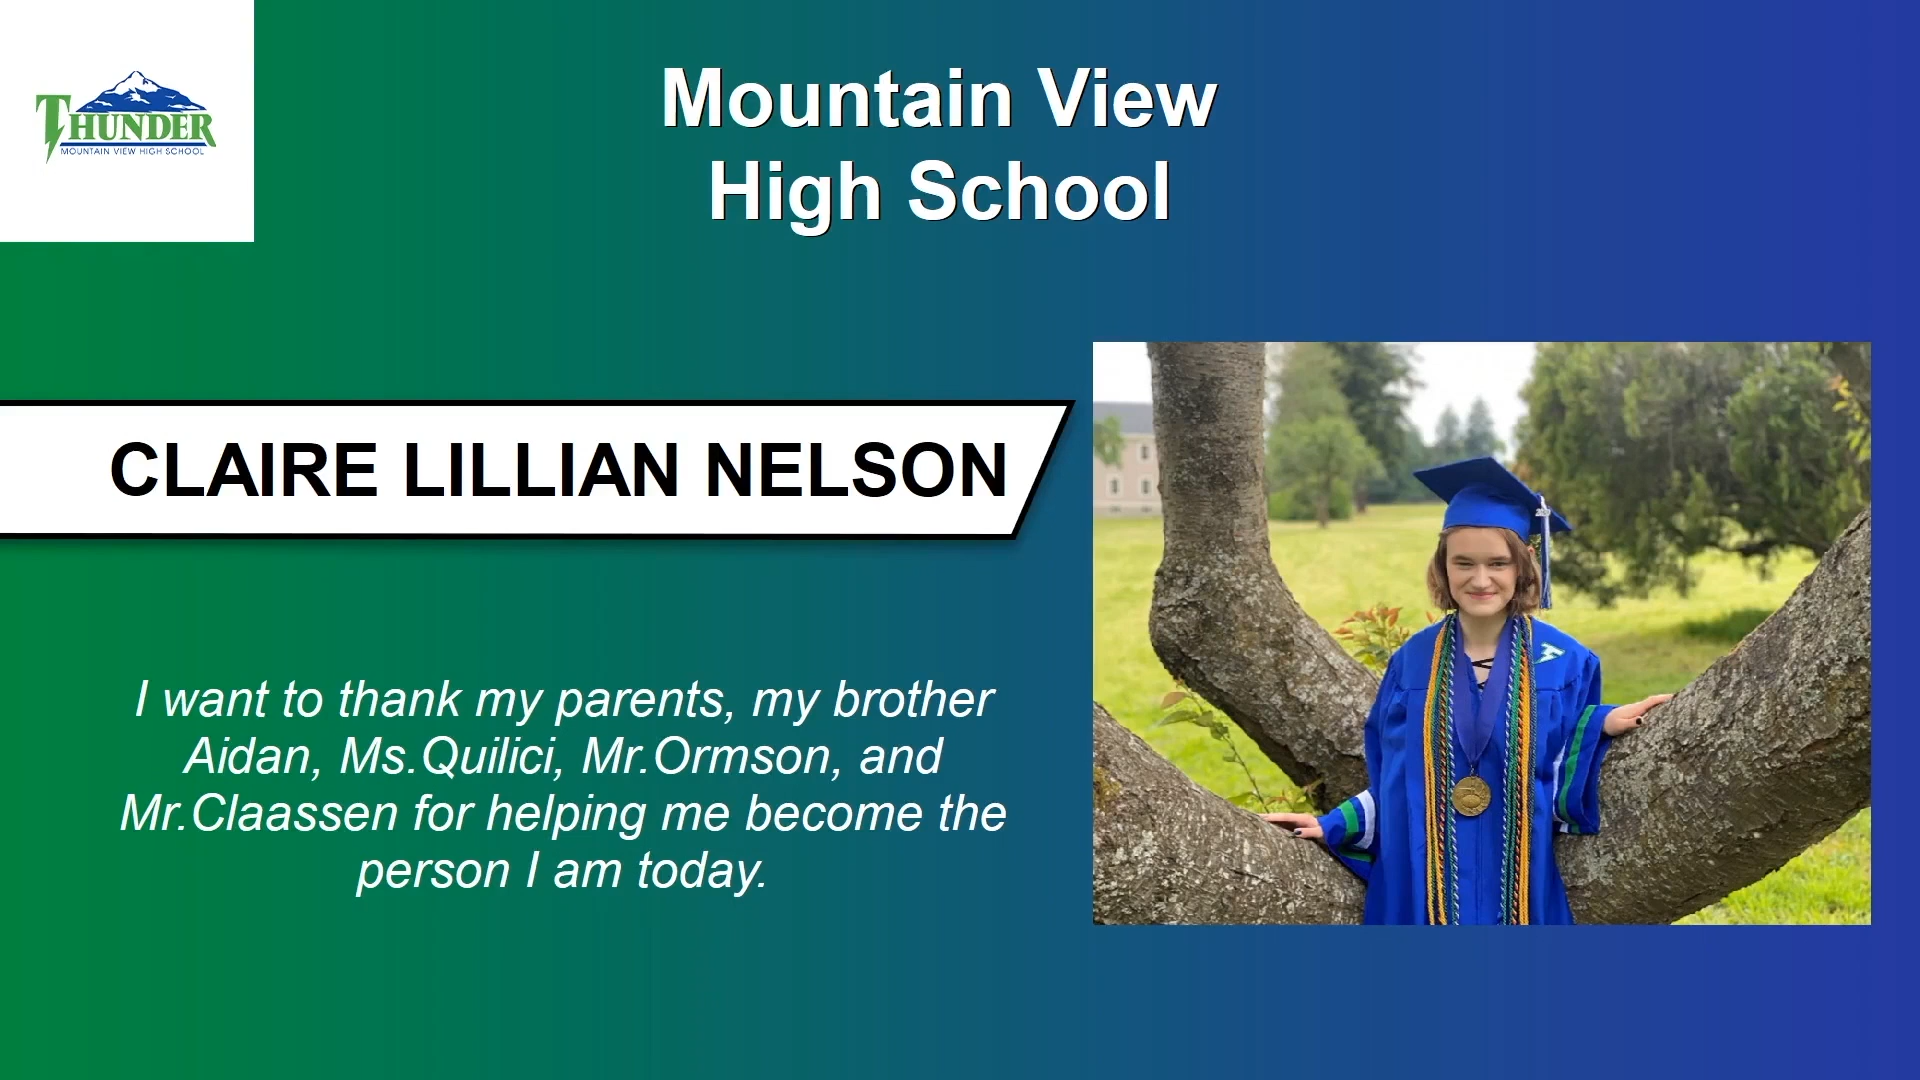 THUNDER
MOUNTAIN VIEW HIGH SCHOOL
Mountain View
High School
CLAIRE LILLIAN NELSON
I want to thank my parents, my brother
Aidan, Ms.Quilici, Mr.Ormson, and
Mr.Claassen for helping me become the
person I am today.